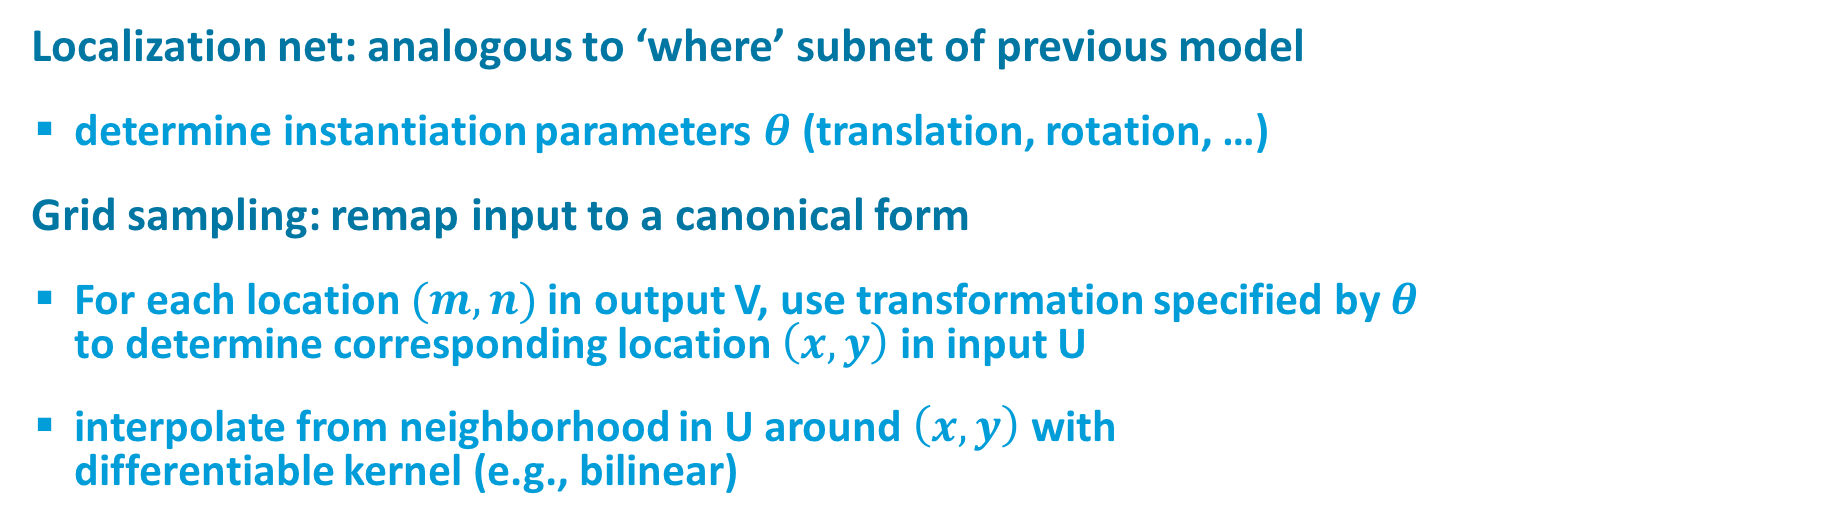 Localization net: analogous to ‘where’ subnet of previous model
▪ determine instantiation parameters θ (translation, rotation, …)
Grid sampling: remap input to a canonical form
▪ For each location (m, n) in output V, use transformation specified by θ
to determine corresponding location (x, y) in input U
▪ interpolate from neighborhood in U around (x, y) with
differentiable kernel (e.g., bilinear)